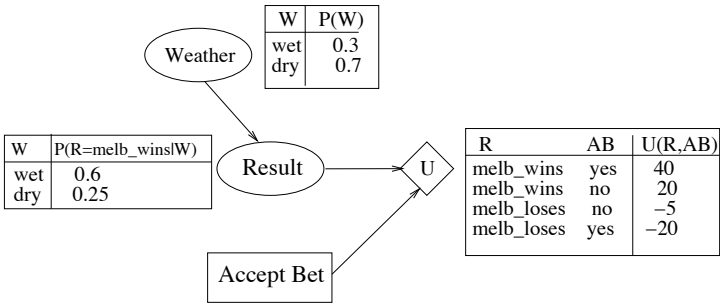 W P(W)
wet 0.3
dry 0.7
Weather
W P(R=melb_wins|W)
wet 0.6
dry 0.25
Result
U
R AB U(R,AB)
melb_wins yes 40
melb_wins no 20
melb_loses no −5
melb_loses yes −20
Accept Bet